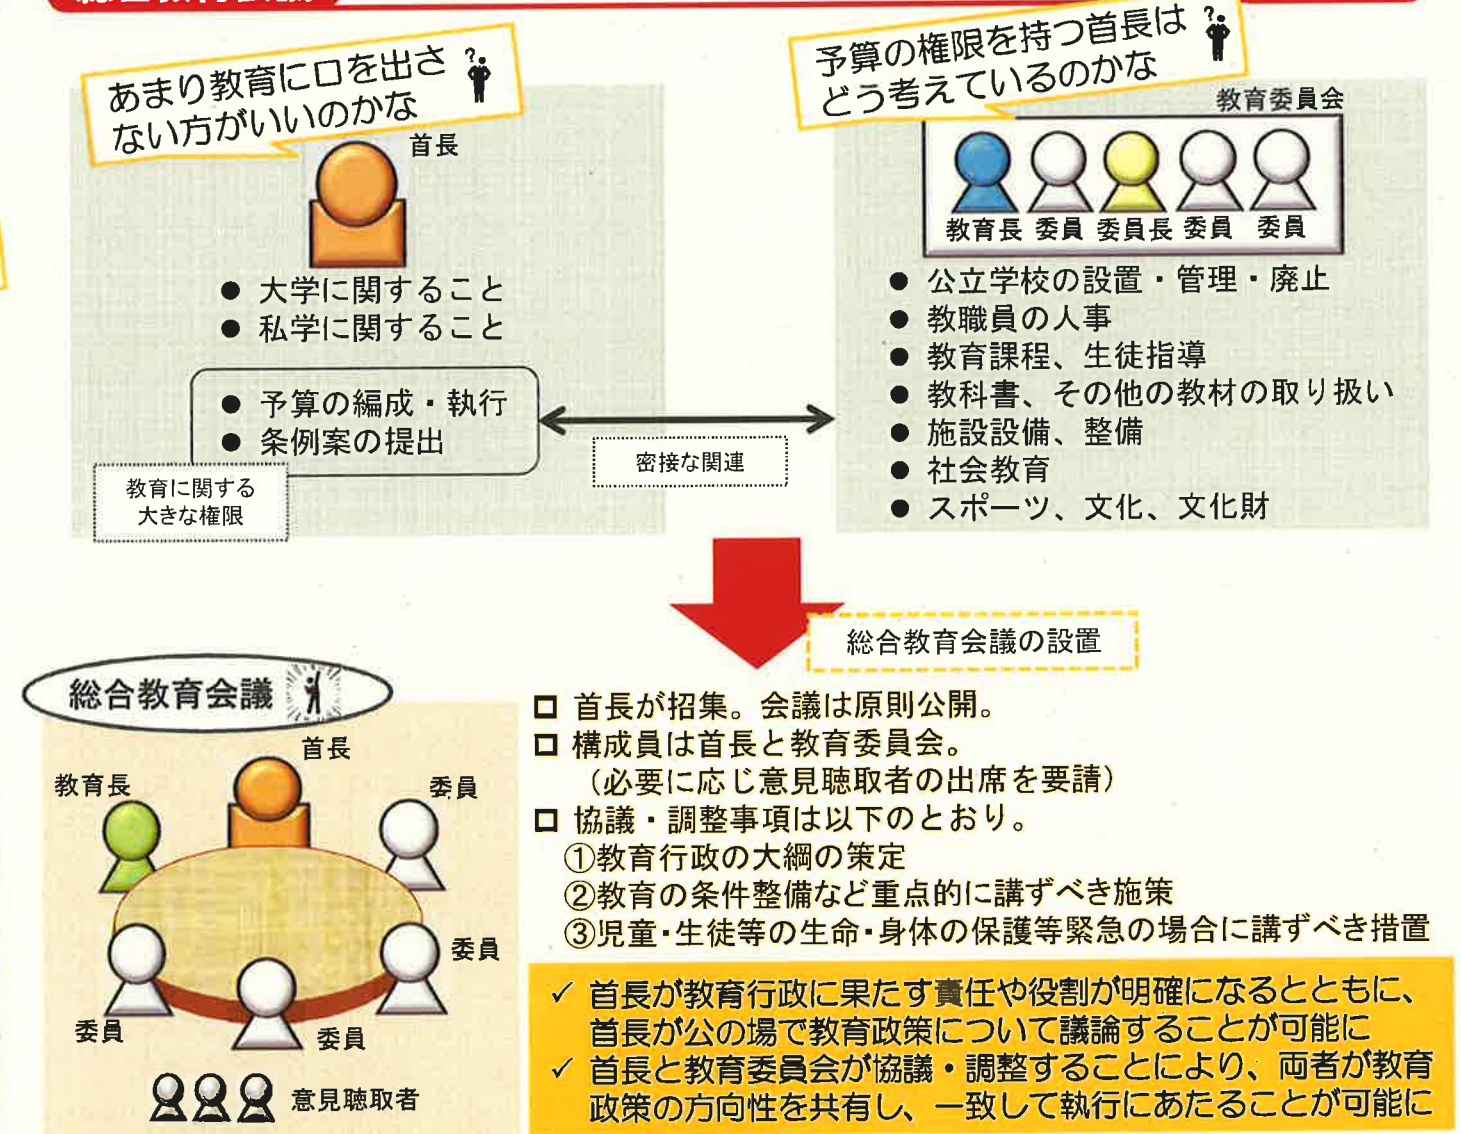 あまり教育に口を出さ
ない方がいいのかな
首長
大学に関すること
私学に関すること
予算の編成・執行
条例案の提出
教育に関する
大きな権限
密接な関連
予算の権限を持つ首長は
どう考えているのかな
教育委員会
教育長 委員 委員長 委員 委員
公立学校の設置・管理・廃止
教職員の人事
教育課程、生徒指導
教科書、その他の教材の取り扱い
施設設備、整備
社会教育
スポーツ、文化、文化財
総合教育会議の設置
総合教育会議
首長
教育長
委員
委員
委員
委員
意見聴取者
首長が招集。会議は原則公開。
構成員は首長と教育委員会。
（必要に応じ意見聴取者の出席を要請）
協議・調整事項は以下のとおり。
①教育行政の大綱の策定
②教育の条件整備など重点的に講ずべき施策
③児童・生徒等の生命・身体の保護等緊急の場合に講ずべき措置
✓ 首長が教育行政に果たす責任や役割が明確になるとともに、
首長が公の場で教育政策について議論することが可能に
✓ 首長と教育委員会が協議・調整することにより、両者が教育
政策の方向性を共有し、一致して執行にあたることが可能に